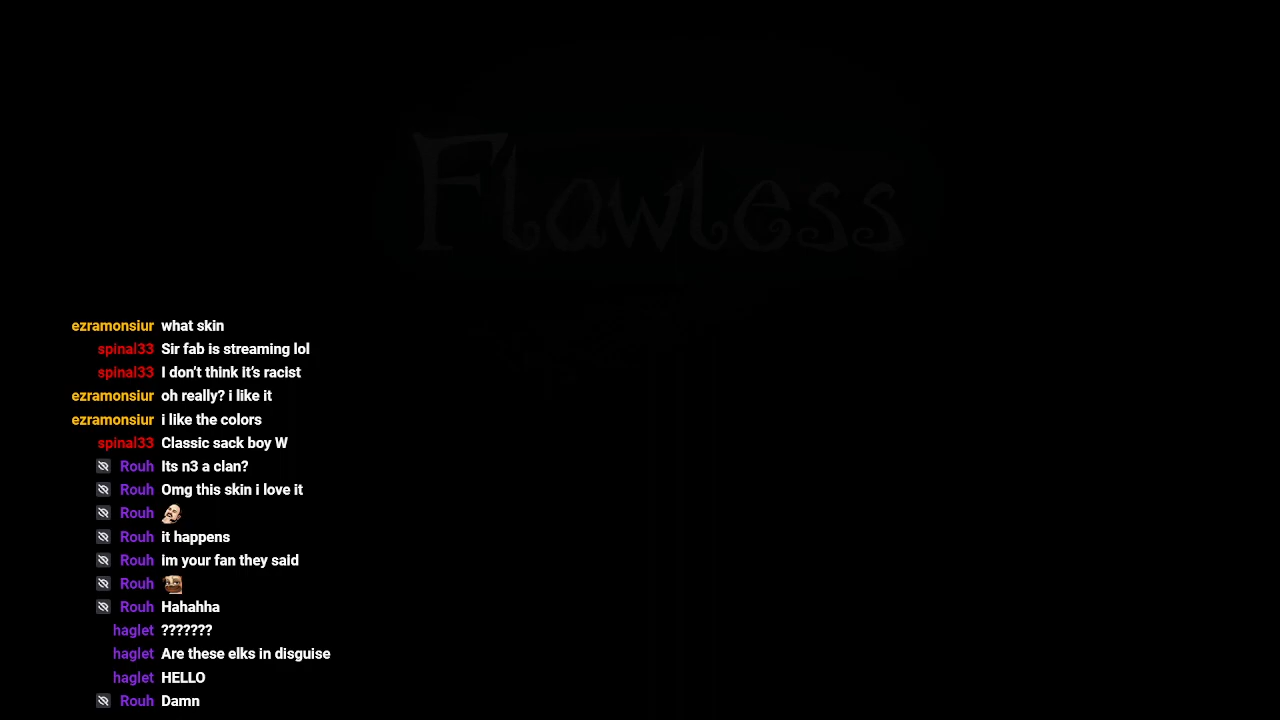 Flawless
ezramonsiur what skin
spinal33 Sir fab is streaming lol
spinal33 I don't think it's racist
ezramonsiur oh really? i like it
ezramonsiur i like the colors
spinal33 Classic sack boy W
Rouh Its n3 a clan?
Rouh Omg this skin i love it
Rouh
Rouh it happens
Rouh im your fan they said
Rouh
Rouh Hahahha
haglet ???????
haglet Are these elks in disguise
haglet HELLO
Rouh Damn